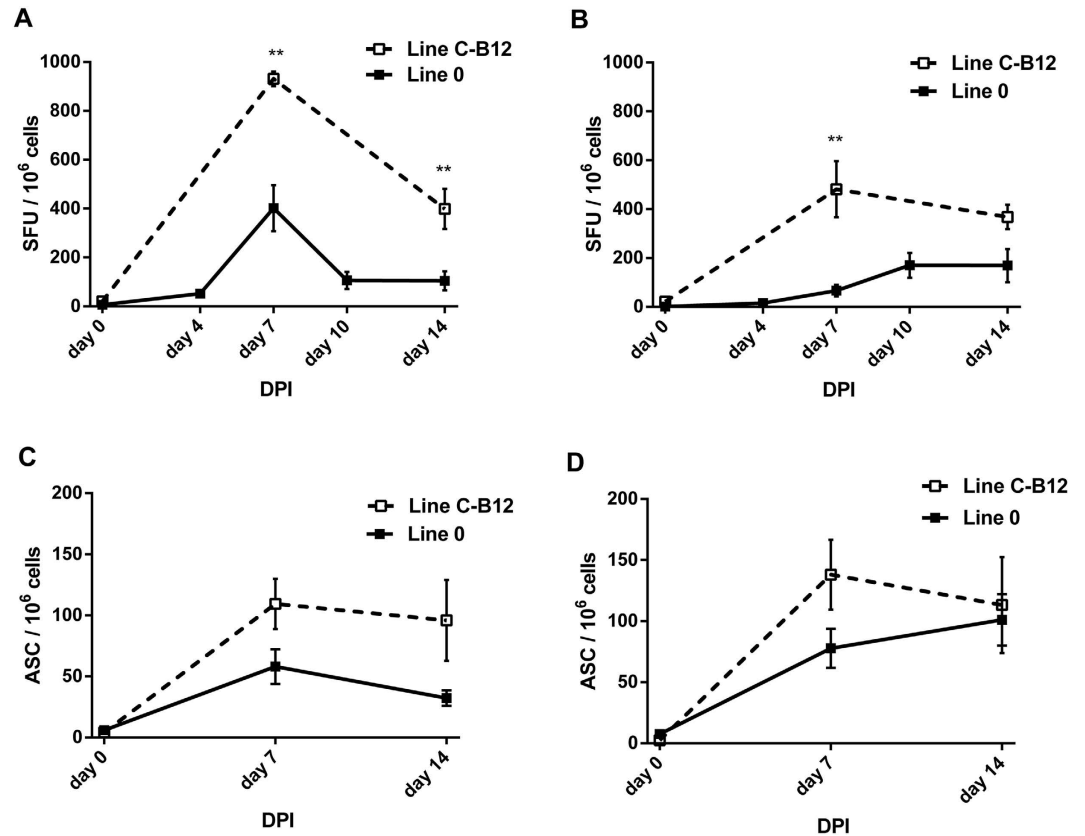 A
Line C-B12
Line 0
**
**
SFU / 10⁶ cells
1000
800
600
400
200
0
day 0
day 4
day 7
day 10
day 14
DPI
B
Line C-B12
Line 0
**
SFU / 10⁶ cells
1000
800
600
400
200
0
day 0
day 4
day 7
day 10
day 14
DPI
C
Line C-B12
Line 0
ASC / 10⁶ cells
200
150
100
50
0
day 0
day 7
day 14
DPI
D
Line C-B12
Line 0
ASC / 10⁶ cells
200
150
100
50
0
day 0
day 7
day 14
DPI